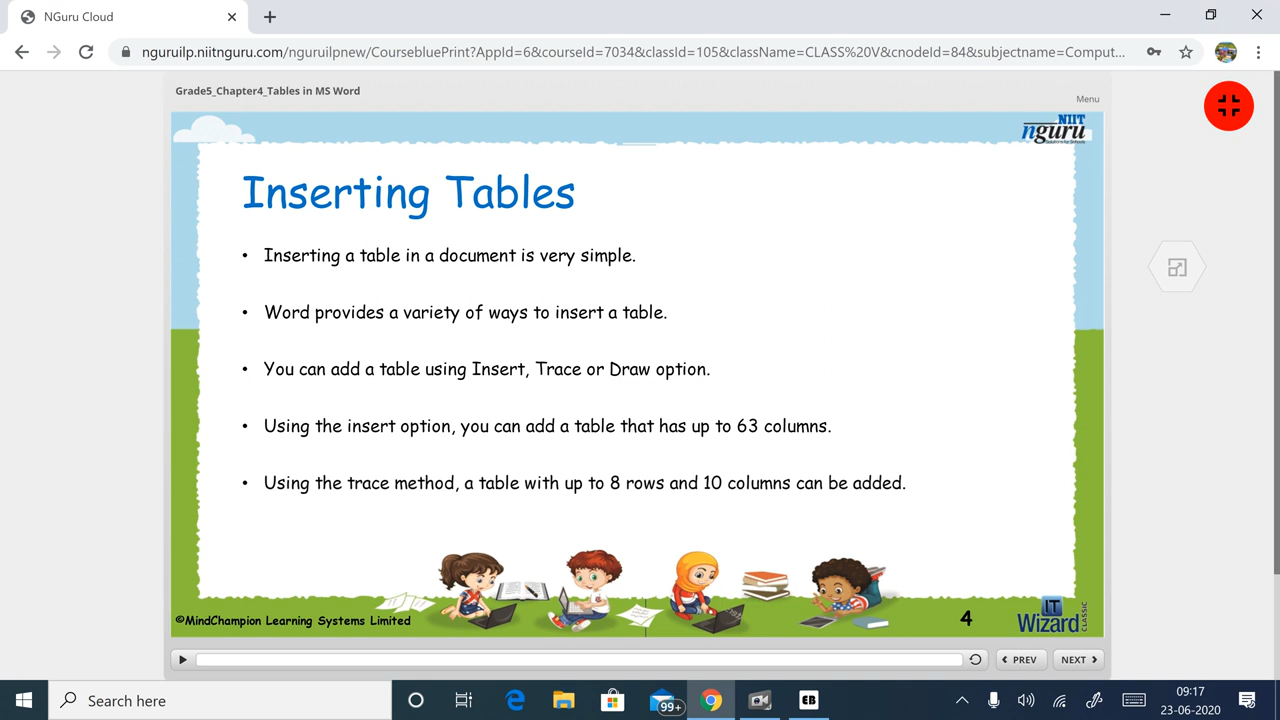 NGuru Cloud
nguruilp.niitnguru.com/nguruilpnew/CoursebluePrint?AppId=6&courseId=7034&classId=105&className=CLASS%20V&cnodeId=84&subjectname=Comput...
Grade5_Chapter4_Tables in MS Word
Menu
NIIT
nguru
Solutions for Schools
Inserting Tables
• Inserting a table in a document is very simple.
• Word provides a variety of ways to insert a table.
• You can add a table using Insert, Trace or Draw option.
• Using the insert option, you can add a table that has up to 63 columns.
• Using the trace method, a table with up to 8 rows and 10 columns can be added.
©MindChampion Learning Systems Limited
4
IT
Wizard
CLASSIC
PREV
NEXT
Search here
99+
EB
09:17
23-06-2020